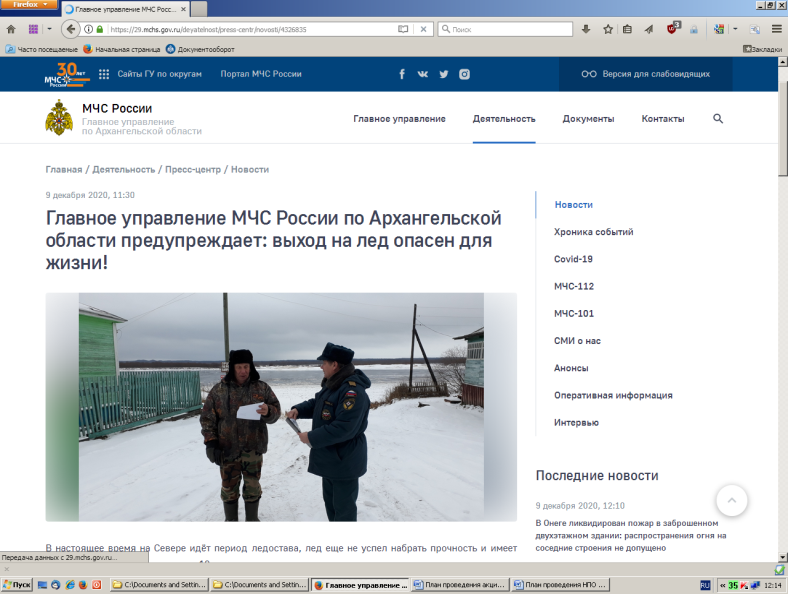 Firefox
Главное управление МЧС Росс...
https://29.mchs.gov.ru/deyatelnost/press-centr/novosti/4326835
Поиск
3
Часто посещаемые
Начальная страница
Документооборот
Закладки
30 лет
МЧС
России
Сайты ГУ по округам
Портал МЧС России
Версия для слабовидящих
МЧС России
Главное управление
по Архангельской области
Главное управление
Деятельность
Документы
Контакты
Главная / Деятельность / Пресс-центр / Новости
9 декабря 2020, 11:30
Главное управление МЧС России по Архангельской
области предупреждает: выход на лед опасен для
жизни!
Новости
Хроника событий
Covid-19
МЧС-112
МЧС-101
СМИ о нас
Анонсы
Оперативная информация
Интервью
Последние новости
9 декабря 2020, 12:10
В Онеге ликвидирован пожар в заброшенном
двухэтажном здании: распространения огня на
соседние строения не допущено
В настоящее время на Севере идёт период ледостава, лед еще не успел набрать прочность и имеет
Передача данных с 29.mchs.gov.ru...
Пуск
C:\Documents and Settin...
C:\Documents and Settin...
Главное управление ...
План проведения акци...
План проведения НПО ...
RU
« 35
12:14